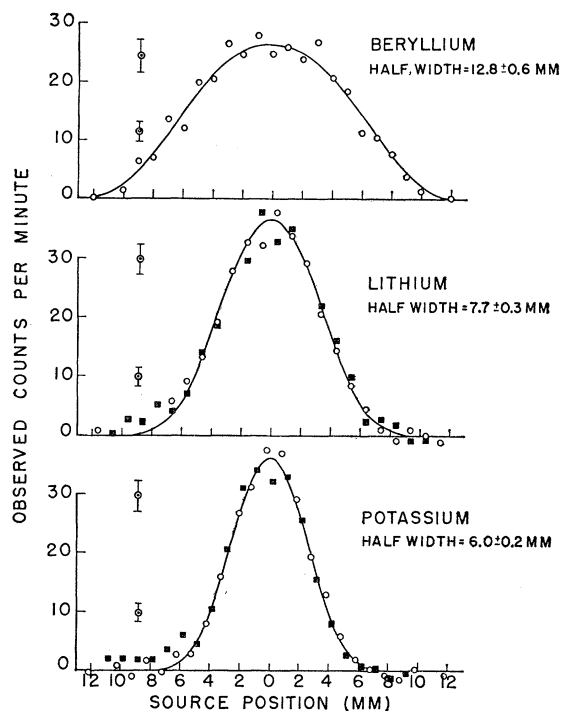 OBSERVED COUNTS PER MINUTE
30
20
10
0
BERYLLIUM
HALF, WIDTH=12.8±0.6 MM
30
20
10
0
LITHIUM
HALF WIDTH=7.7±0.3 MM
30
20
10
0
POTASSIUM
HALF WIDTH=6.0±0.2 MM
12 10 8 6 4 2 0 2 4 6 8 10 12
SOURCE POSITION (MM)